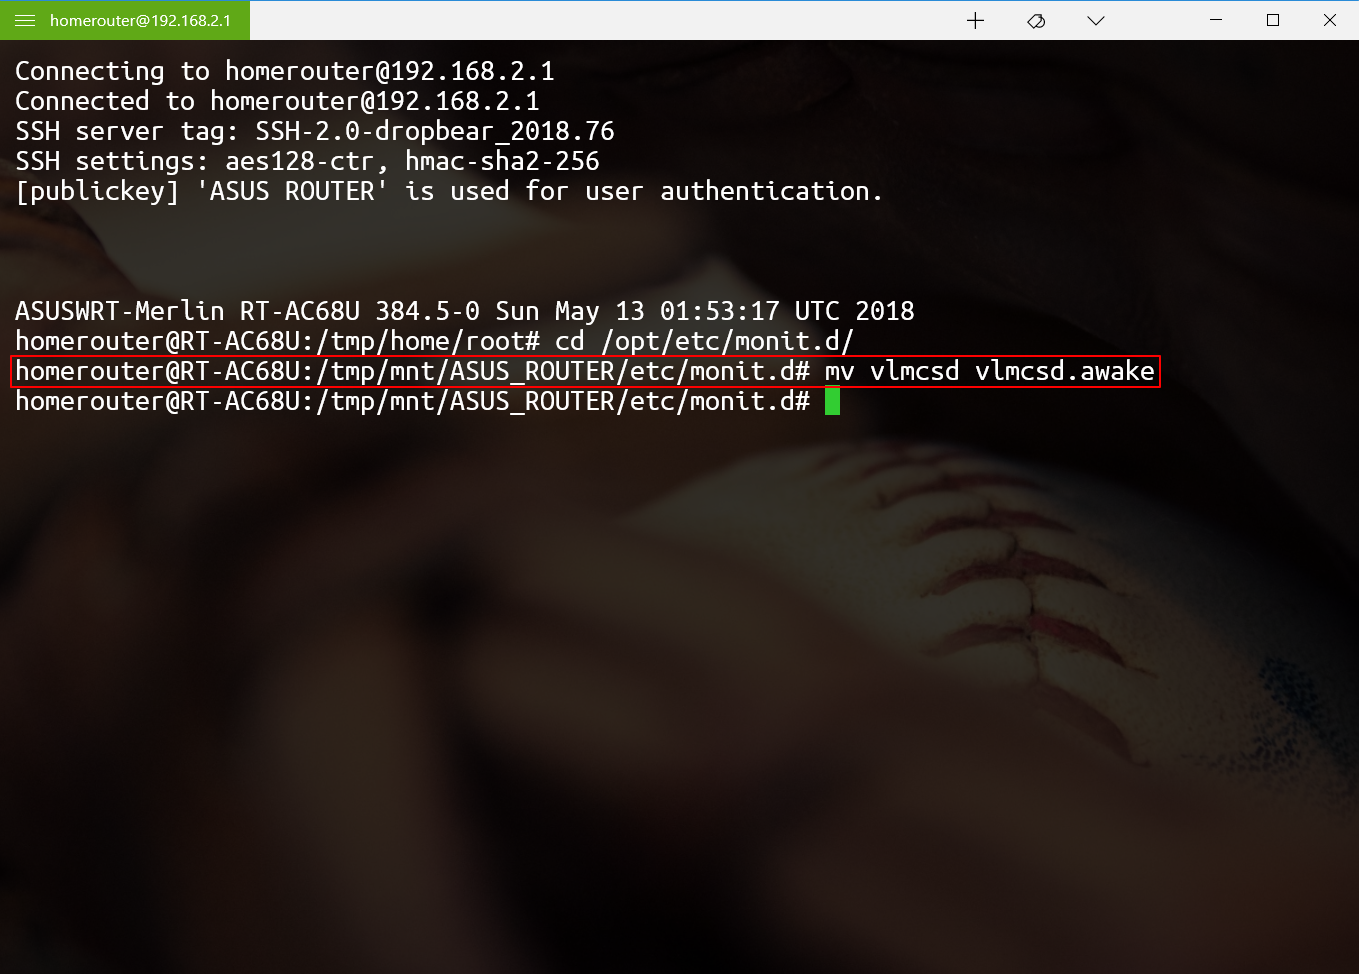 homerouter@192.168.2.1
Connecting to homerouter@192.168.2.1
Connected to homerouter@192.168.2.1
SSH server tag: SSH-2.0-dropbear_2018.76
SSH settings: aes128-ctr, hmac-sha2-256
[publickey] 'ASUS ROUTER' is used for user authentication.
ASUSWRT-Merlin RT-AC68U 384.5-0 Sun May 13 01:53:17 UTC 2018
homerouter@RT-AC68U:/tmp/home/root# cd /opt/etc/monit.d/
homerouter@RT-AC68U:/tmp/mnt/ASUS_ROUTER/etc/monit.d# mv vlmcsd vlmcsd.awake
homerouter@RT-AC68U:/tmp/mnt/ASUS_ROUTER/etc/monit.d#